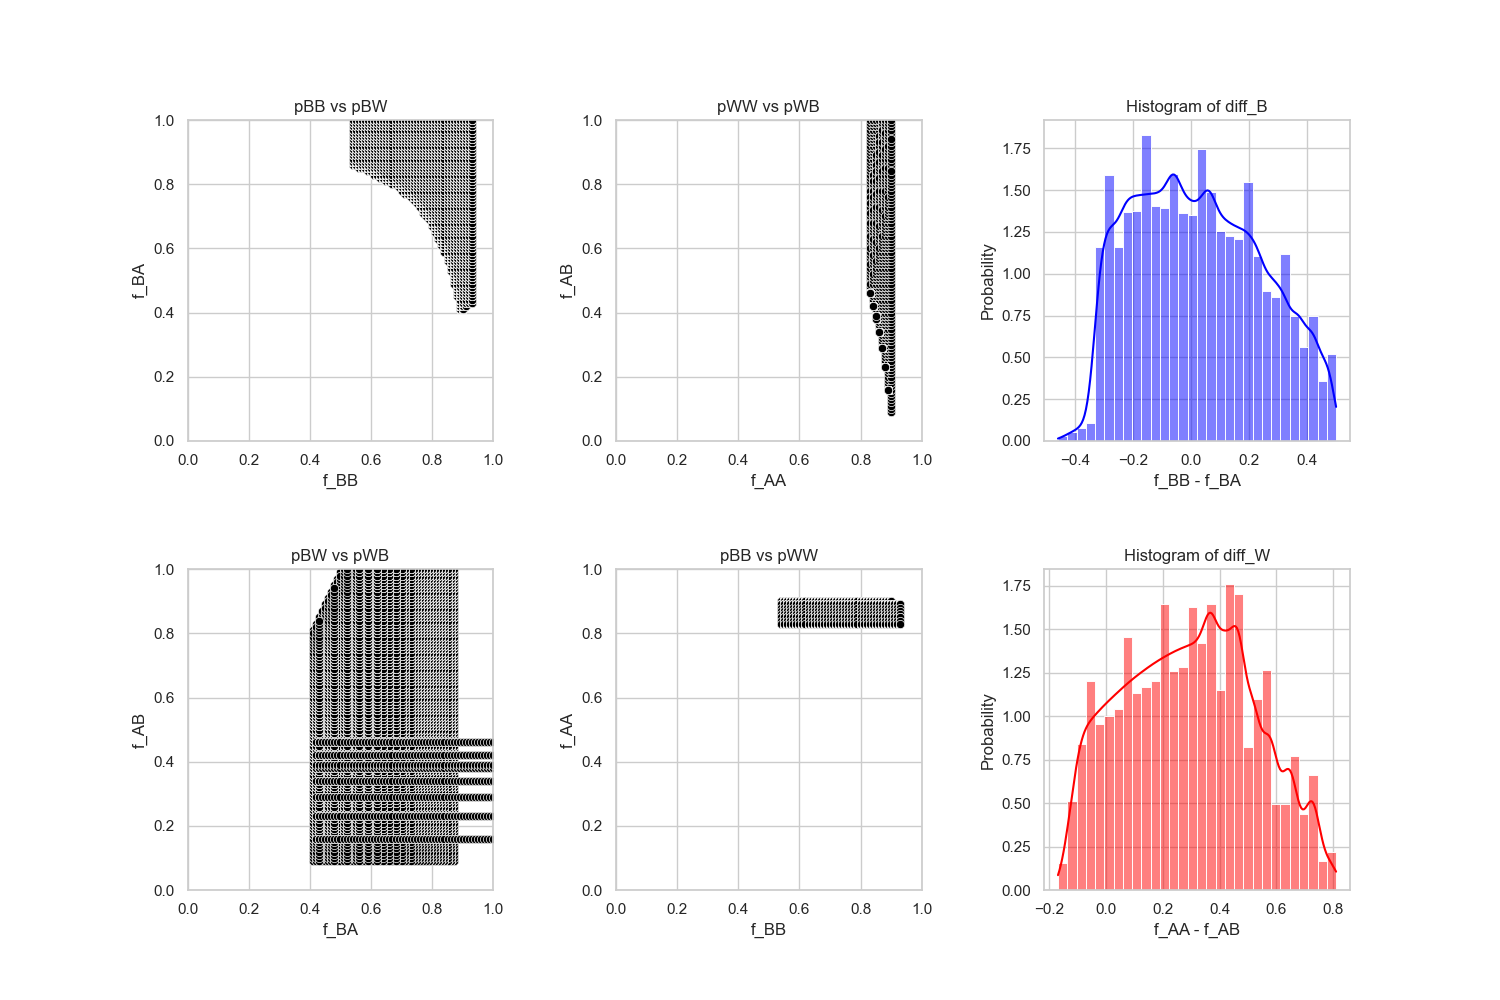 pBB vs pBW
1.0
0.8
0.6
0.4
0.2
0.0
f_BA
0.0 0.2 0.4 0.6 0.8 1.0
f_BB
pWW vs pWB
1.0
0.8
0.6
0.4
0.2
0.0
f_AB
0.0 0.2 0.4 0.6 0.8 1.0
f_AA
Histogram of diff_B
1.75
1.50
1.25
1.00
0.75
0.50
0.25
0.00
Probability
−0.4 −0.2 0.0 0.2 0.4
f_BB - f_BA
pBW vs pWB
1.0
0.8
0.6
0.4
0.2
0.0
f_AB
0.0 0.2 0.4 0.6 0.8 1.0
f_BA
pBB vs pWW
1.0
0.8
0.6
0.4
0.2
0.0
f_AA
0.0 0.2 0.4 0.6 0.8 1.0
f_BB
Histogram of diff_W
1.75
1.50
1.25
1.00
0.75
0.50
0.25
0.00
Probability
−0.2 0.0 0.2 0.4 0.6 0.8
f_AA - f_AB